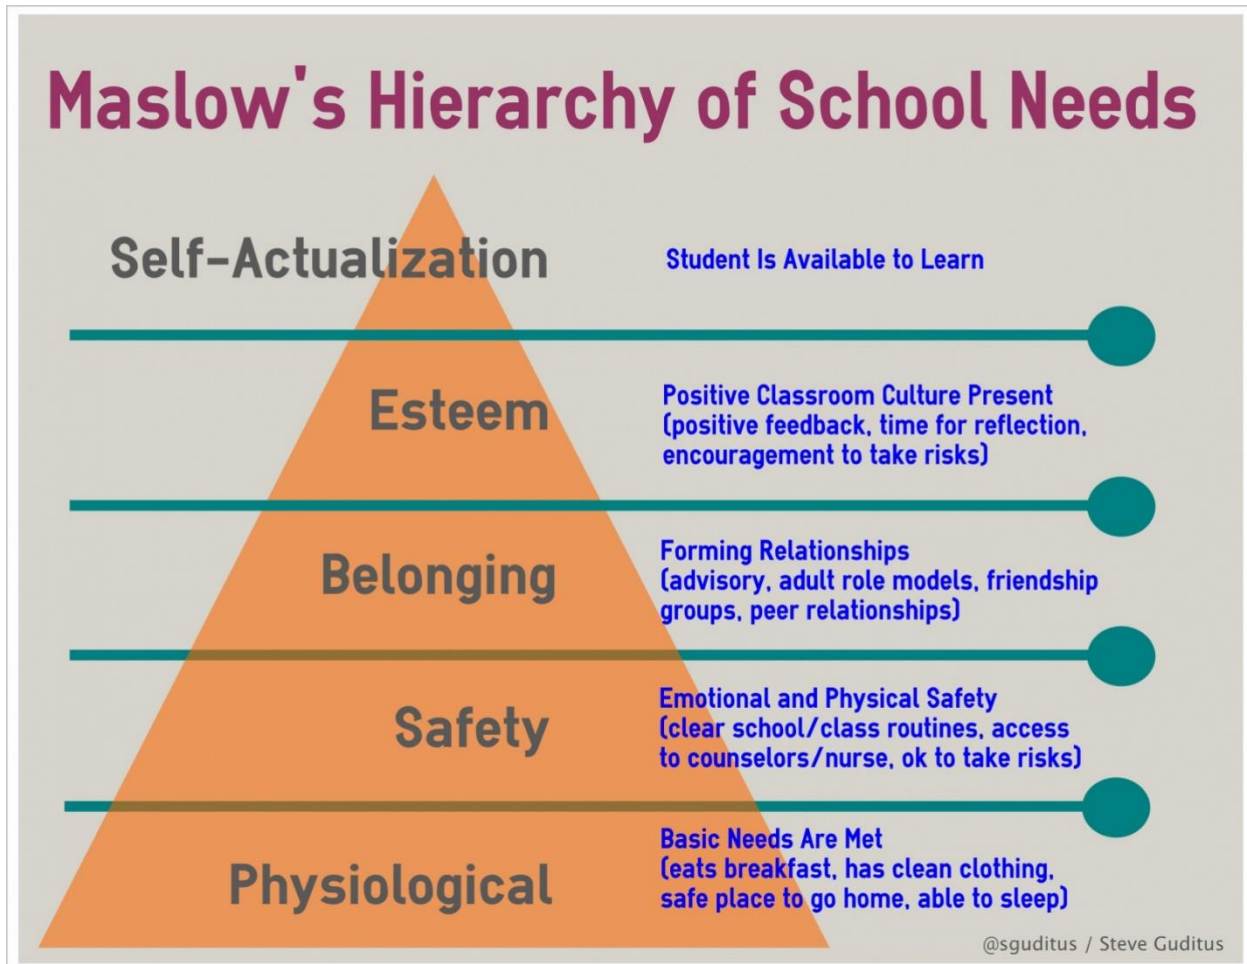 Maslow's Hierarchy of School Needs
Self-Actualization
Student Is Available to Learn
Esteem
Positive Classroom Culture Present
(positive feedback, time for reflection,
encouragement to take risks)
Belonging
Forming Relationships
(advisory, adult role models, friendship
groups, peer relationships)
Safety
Emotional and Physical Safety
(clear school/class routines, access
to counselors/nurse, ok to take risks)
Physiological
Basic Needs Are Met
(eats breakfast, has clean clothing,
safe place to go home, able to sleep)
@sguditus / Steve Guditus